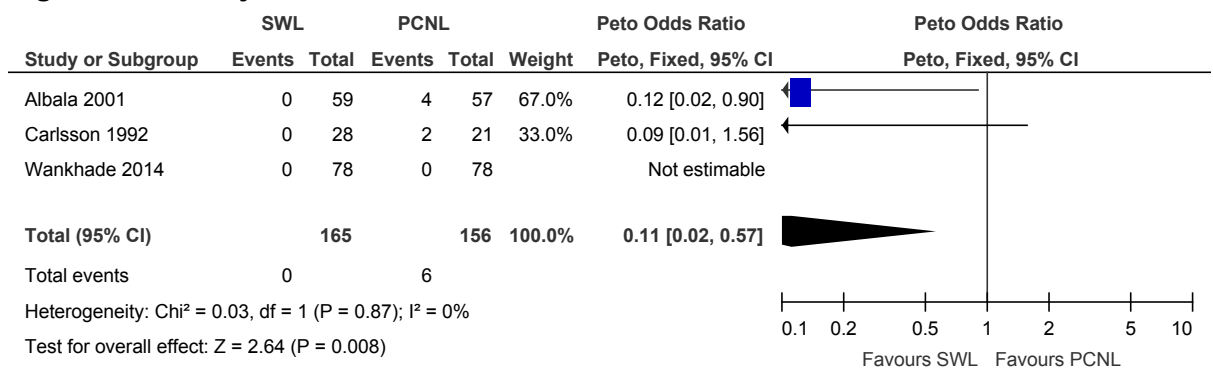 SWL PCNL Peto Odds Ratio Peto Odds Ratio
Study or Subgroup Events Total Events Total Weight Peto, Fixed, 95% CI Peto, Fixed, 95% CI
Albala 2001 0 59 4 57 67.0% 0.12 [0.02, 0.90]
Carlsson 1992 0 28 2 21 33.0% 0.09 [0.01, 1.56]
Wankhade 2014 0 78 0 78 Not estimable
Total (95% CI) 165 156 100.0% 0.11 [0.02, 0.57]
Total events 0 6
Heterogeneity: Chi² = 0.03, df = 1 (P = 0.87); I² = 0%
Test for overall effect: Z = 2.64 (P = 0.008)
0.1 0.2 0.5 1 2 5 10
Favours SWL Favours PCNL